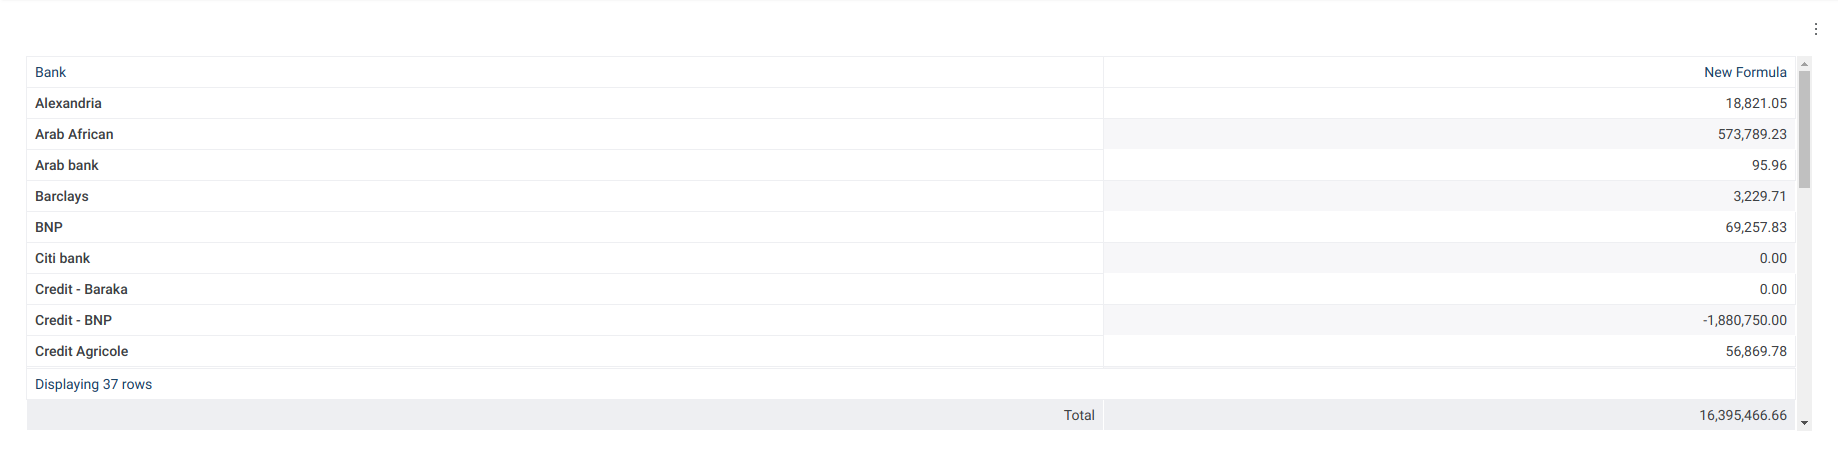 Bank New Formula
Alexandria 18,821.05
Arab African 573,789.23
Arab bank 95.96
Barclays 3,229.71
BNP 69,257.83
Citi bank 0.00
Credit - Baraka 0.00
Credit - BNP -1,880,750.00
Credit Agricole 56,869.78
Displaying 37 rows
Total 16,395,466.66